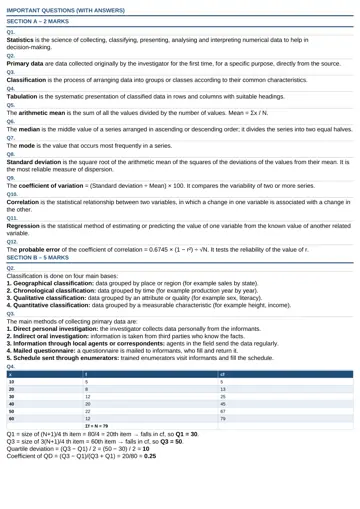 IMPORTANT QUESTIONS (WITH ANSWERS)
SECTION A – 2 MARKS
Q1.
Statistics is the science of collecting, classifying, presenting, analysing and interpreting numerical data to help in
decision-making.
Q2.
Primary data are data collected originally by the investigator for the first time, for a specific purpose, directly from the source.
Q3.
Classification is the process of arranging data into groups or classes according to their common characteristics.
Q4.
Tabulation is the systematic presentation of classified data in rows and columns with suitable headings.
Q5.
The arithmetic mean is the sum of all the values divided by the number of values. Mean = Σx / N.
Q6.
The median is the middle value of a series arranged in ascending or descending order; it divides the series into two equal halves.
Q7.
The mode is the value that occurs most frequently in a series.
Q8.
Standard deviation is the square root of the arithmetic mean of the squares of the deviations of the values from their mean. It is
the most reliable measure of dispersion.
Q9.
The coefficient of variation = (Standard deviation ÷ Mean) × 100. It compares the variability of two or more series.
Q10.
Correlation is the statistical relationship between two variables, in which a change in one variable is associated with a change in
the other.
Q11.
Regression is the statistical method of estimating or predicting the value of one variable from the known value of another related
variable.
Q12.
The probable error of the coefficient of correlation = 0.6745 × (1 − r²) ÷ √N. It tests the reliability of the value of r.
SECTION B – 5 MARKS
Q2.
Classification is done on four main bases:
1. Geographical classification: data grouped by place or region (for example sales by state).
2. Chronological classification: data grouped by time (for example production year by year).
3. Qualitative classification: data grouped by an attribute or quality (for example sex, literacy).
4. Quantitative classification: data grouped by a measurable characteristic (for example height, income).
Q3.
The main methods of collecting primary data are:
1. Direct personal investigation: the investigator collects data personally from the informants.
2. Indirect oral investigation: information is taken from third parties who know the facts.
3. Information through local agents or correspondents: agents in the field send the data regularly.
4. Mailed questionnaire: a questionnaire is mailed to informants, who fill and return it.
5. Schedule sent through enumerators: trained enumerators visit informants and fill the schedule.
Q4.
x f cf
10 5 5
20 8 13
30 12 25
40 20 45
50 22 67
60 12 79
Σf = N = 79
Q1 = size of (N+1)/4 th item = 80/4 = 20th item → falls in cf, so Q1 = 30.
Q3 = size of 3(N+1)/4 th item = 60th item → falls in cf, so Q3 = 50.
Quartile deviation = (Q3 − Q1) / 2 = (50 − 30) / 2 = 10
Coefficient of QD = (Q3 − Q1)/(Q3 + Q1) = 20/80 = 0.25